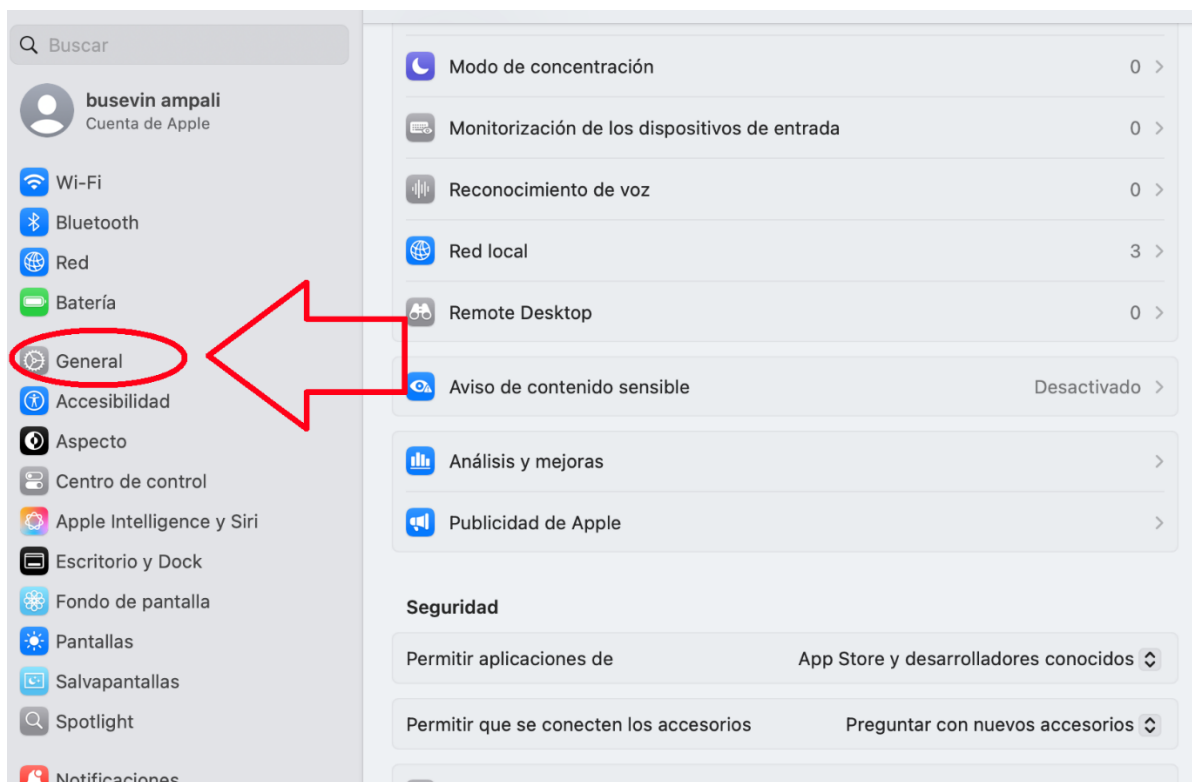 Buscar
busevin ampali
Cuenta de Apple
Wi-Fi
Bluetooth
Red
Batería
General
Accesibilidad
Aspecto
Centro de control
Apple Intelligence y Siri
Escritorio y Dock
Fondo de pantalla
Pantallas
Salvapantallas
Spotlight
Notificaciones
Modo de concentración 0
Monitorización de los dispositivos de entrada 0
Reconocimiento de voz 0
Red local 3
Remote Desktop 0
Aviso de contenido sensible Desactivado
Análisis y mejoras
Publicidad de Apple
Seguridad
Permitir aplicaciones de App Store y desarrolladores conocidos
Permitir que se conecten los accesorios Preguntar con nuevos accesorios